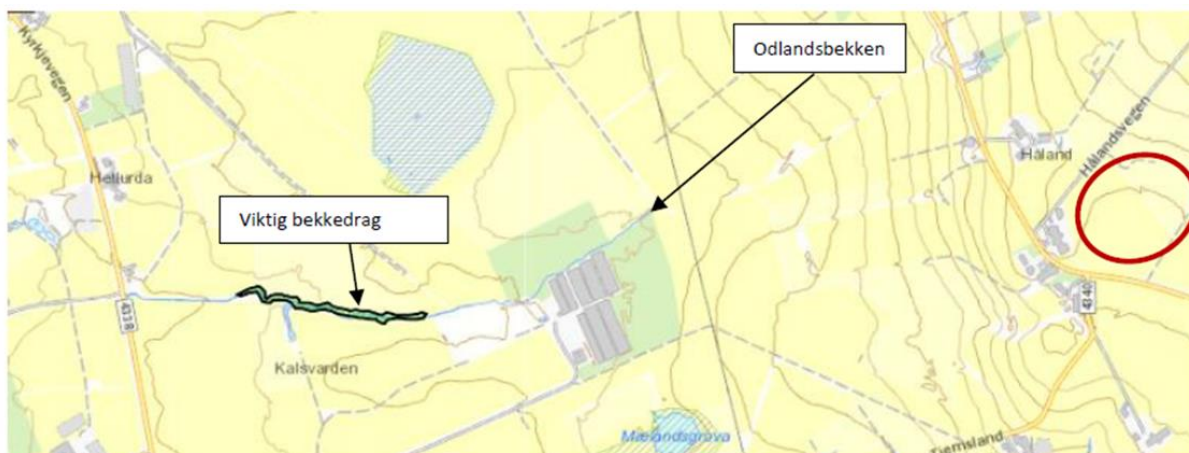 Kyrkjevegen
Odlandsbekken
Hålandsvegen
Håland
Hellurda
Viktig bekkedrag
4338
4340
Kalsvarden
Mælandsgrova
Tjemsland